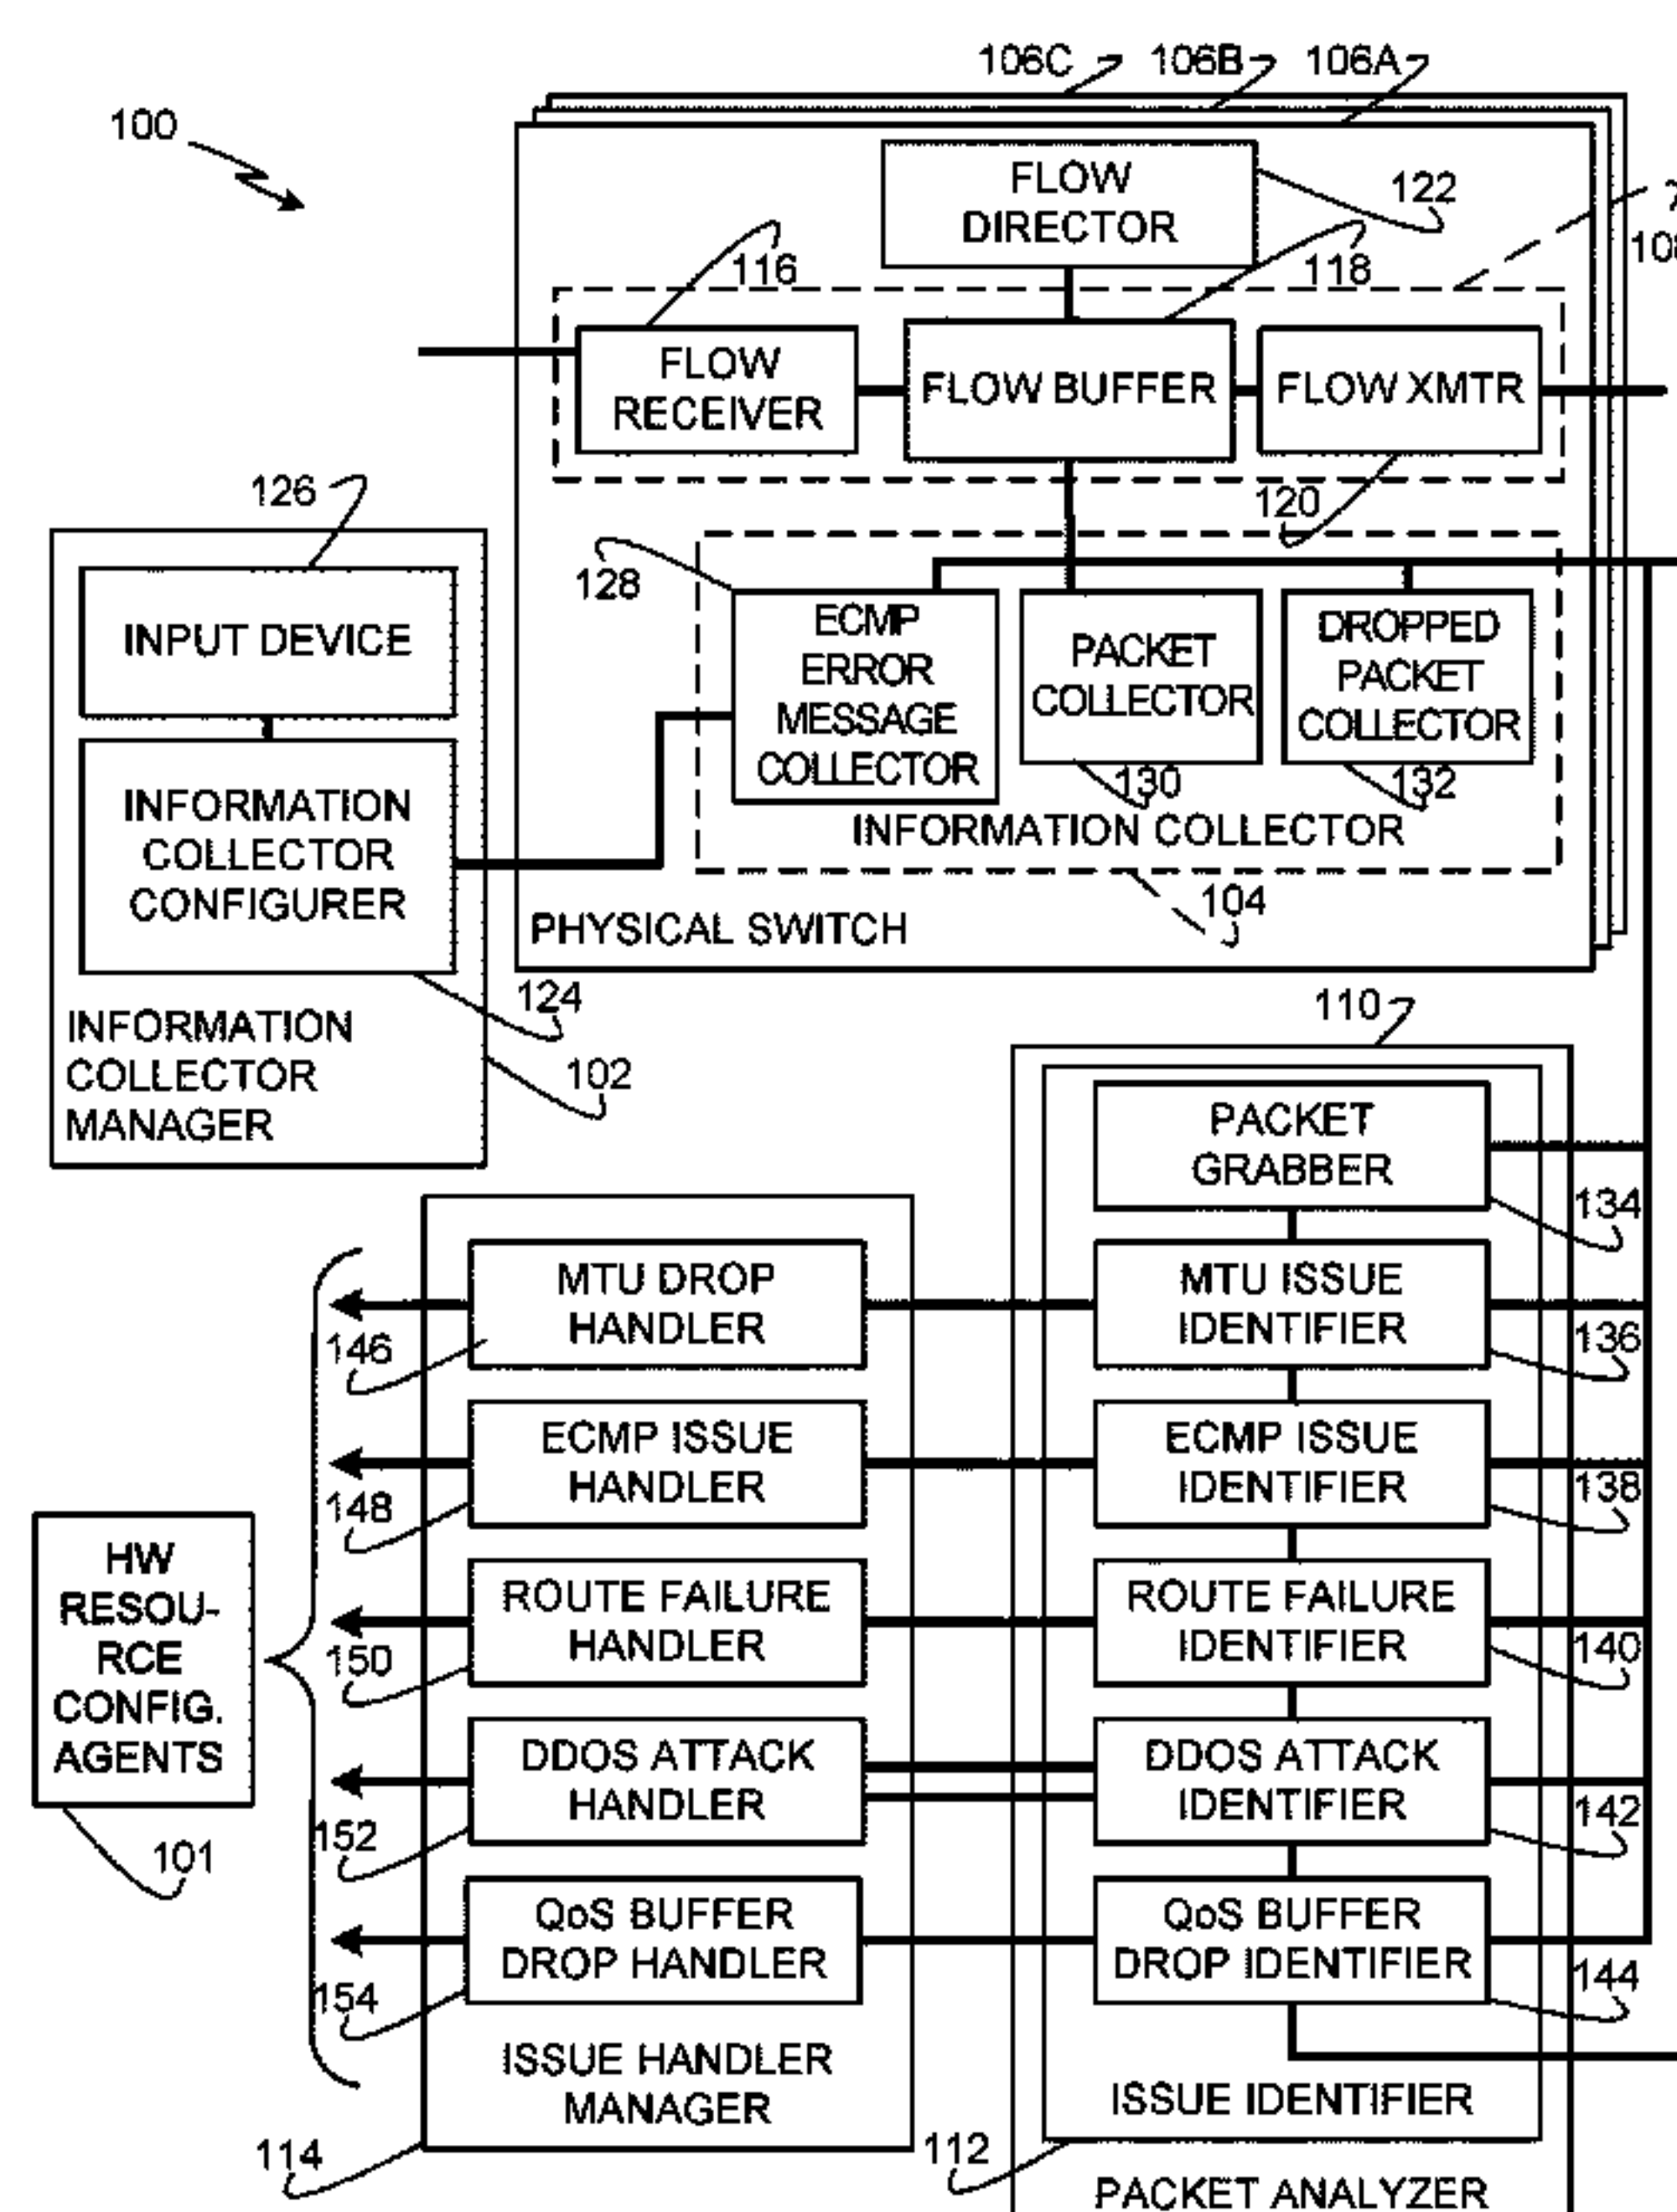 106C
106B
106A
100
FLOW
DIRECTOR
122
116
118
FLOW
RECEIVER
FLOW BUFFER
FLOW XMTR
126
120
128
INPUT DEVICE
ECMP
ERROR
MESSAGE
COLLECTOR
PACKET
COLLECTOR
DROPPED
PACKET
COLLECTOR
130
132
INFORMATION COLLECTOR
INFORMATION
COLLECTOR
CONFIGURER
104
PHYSICAL SWITCH
124
INFORMATION
COLLECTOR
MANAGER
102
110
PACKET
GRABBER
134
MTU DROP
HANDLER
MTU ISSUE
IDENTIFIER
146
136
ECMP ISSUE
HANDLER
ECMP ISSUE
IDENTIFIER
148
138
HW
RESOU-
RCE
CONFIG.
AGENTS
ROUTE FAILURE
HANDLER
ROUTE FAILURE
IDENTIFIER
150
140
DDOS ATTACK
HANDLER
DDOS ATTACK
IDENTIFIER
152
142
101
QoS BUFFER
DROP HANDLER
QoS BUFFER
DROP IDENTIFIER
154
144
ISSUE HANDLER
MANAGER
ISSUE IDENTIFIER
114
112
PACKET ANALYZER